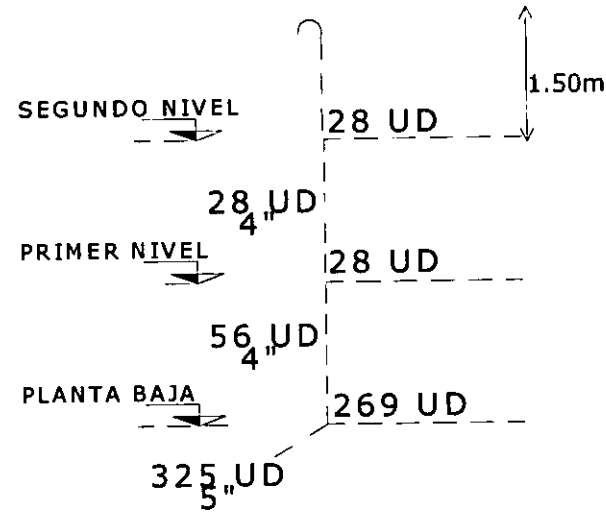 1.50m
SEGUNDO NIVEL
28 UD
28 UD
4"
PRIMER NIVEL
28 UD
56 UD
4"
PLANTA BAJA
269 UD
325 UD
5"